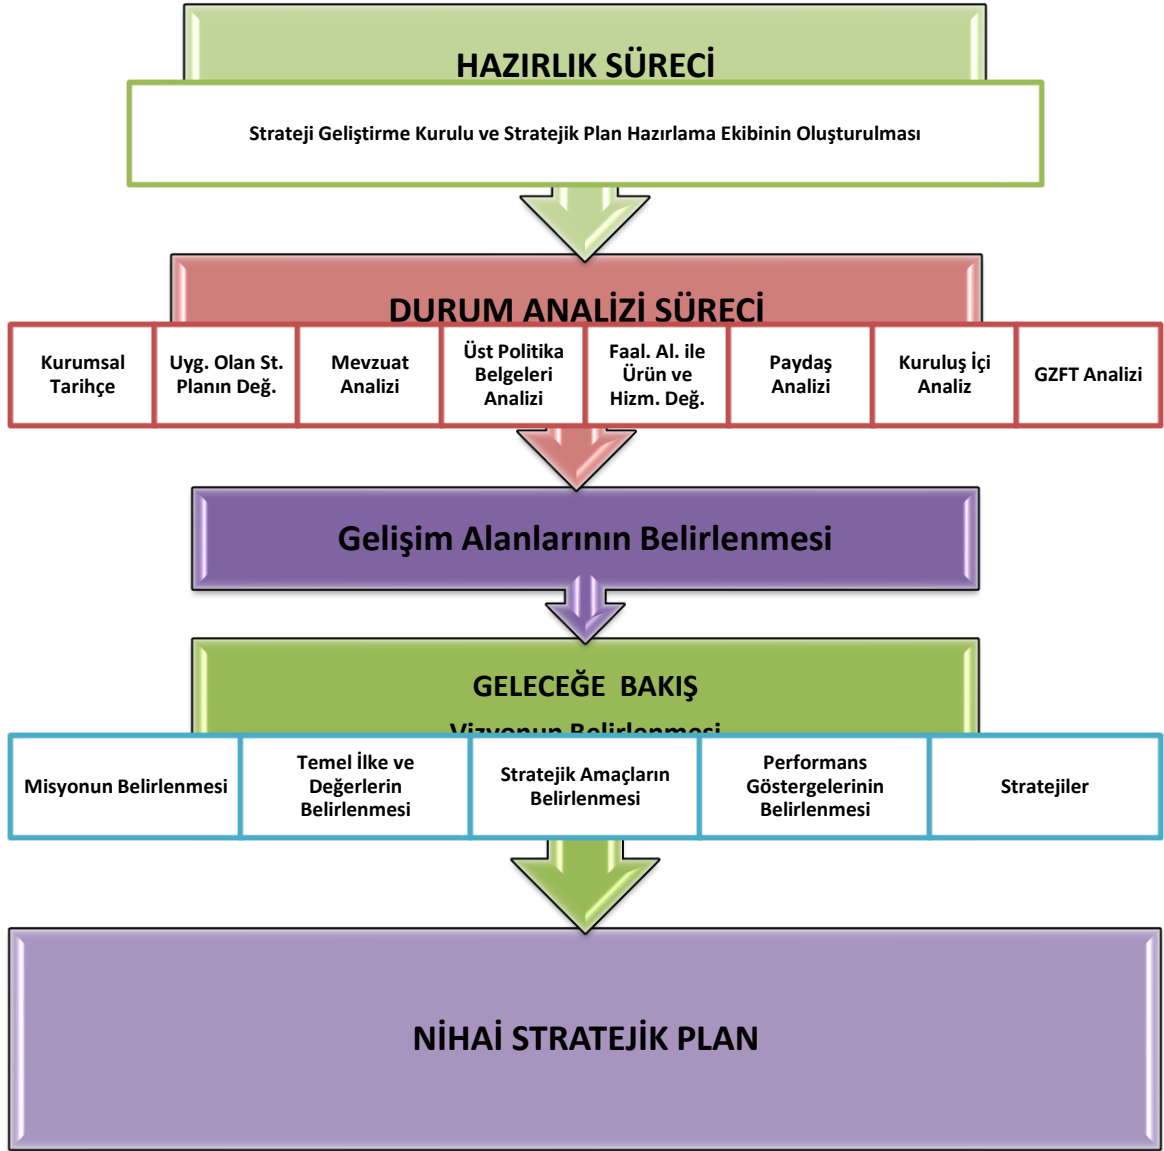 HAZIRLIK SÜRECİ
Strateji Geliştirme Kurulu ve Stratejik Plan Hazırlama Ekibinin Oluşturulması
DURUM ANALİZİ SÜRECİ
Kurumsal
Tarihçe
Uyg. Olan St.
Planın Değ.
Mevzuat
Analizi
Üst Politika
Belgeleri
Analizi
Faal. Al. ile
Ürün ve
Hizm. Değ.
Paydaş
Analizi
Kuruluş İçi
Analiz
GZFT Analizi
Gelişim Alanlarının Belirlenmesi
GELECEĞE BAKIŞ
Vizyonun Belirlenmesi
Misyonun Belirlenmesi
Temel İlke ve
Değerlerin
Belirlenmesi
Stratejik Amaçların
Belirlenmesi
Performans
Göstergelerinin
Belirlenmesi
Stratejiler
NİHAİ STRATEJİK PLAN